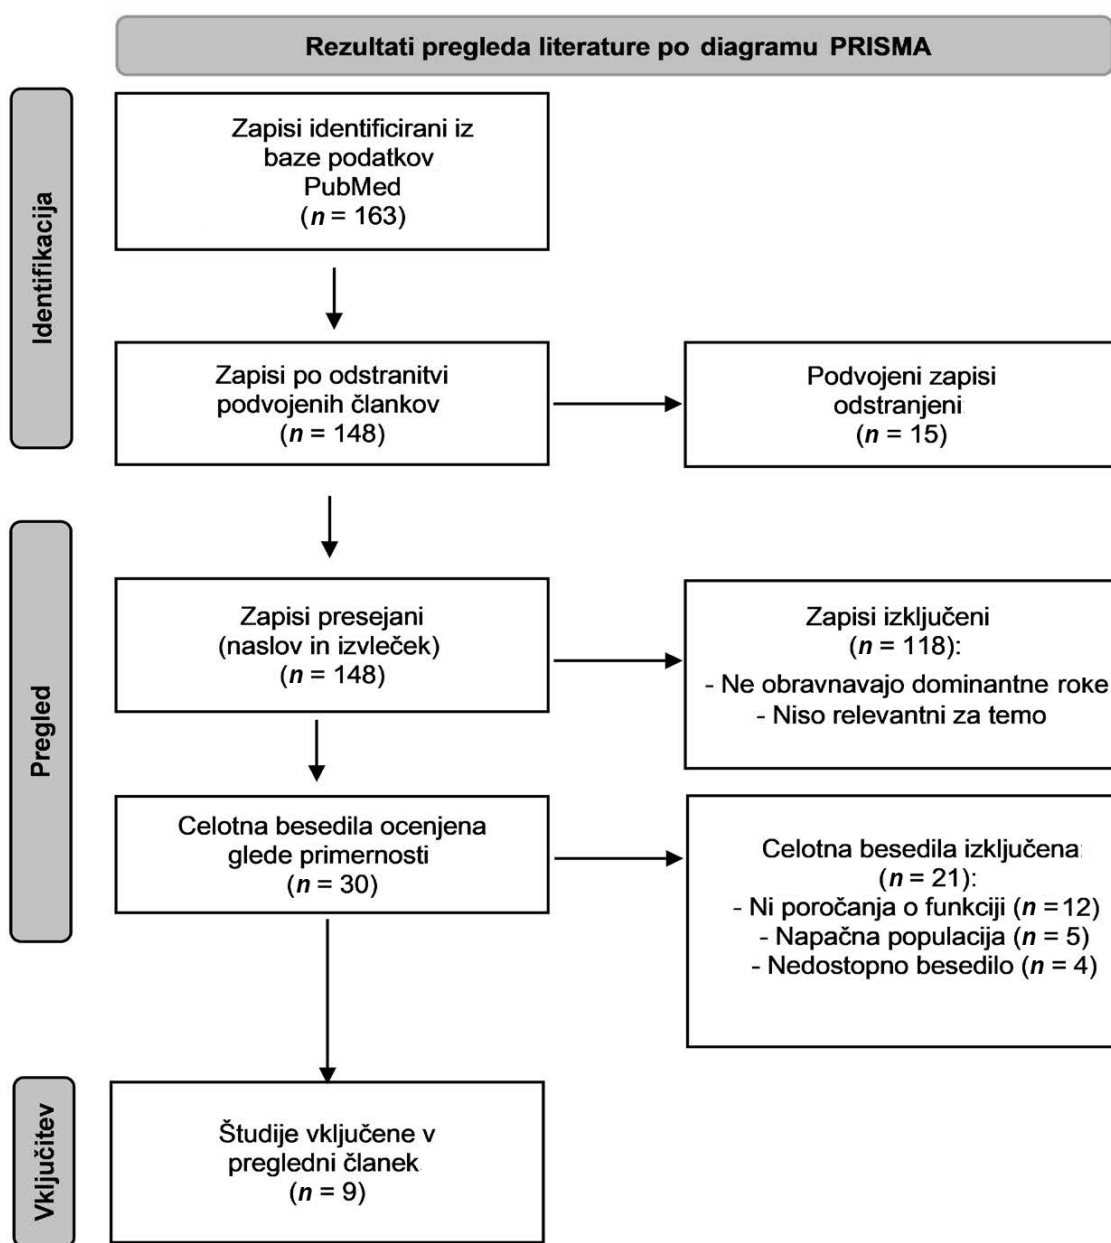 Rezultati pregleda literature po diagramu PRISMA
Identifikacija
Zapisi identificirani iz
baze podatkov
PubMed
(n = 163)
Zapisi po odstranitvi
podvojenih člankov
(n = 148)
Podvojeni zapisi
odstranjeni
(n = 15)
Pregled
Zapisi presejani
(naslov in izvleček)
(n = 148)
Zapisi izključeni
(n = 118):
- Ne obravnavajo dominantne roke
- Niso relevantni za temo
Celotna besedila ocenjena
glede primernosti
(n = 30)
Celotna besedila izključena:
(n = 21):
- Ni poročanja o funkciji (n = 12)
- Napačna populacija (n = 5)
- Nedostopno besedilo (n = 4)
Vključitev
Študije vključene v
pregledni članek
(n = 9)